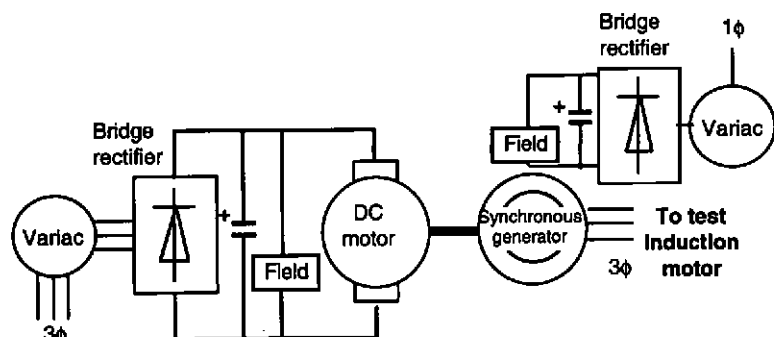 Bridge
rectifier
1ϕ
+
Field
Variac
Bridge
rectifier
Variac
3ϕ
+
Field
DC
motor
Synchronous
generator
3ϕ
To test
Induction
motor